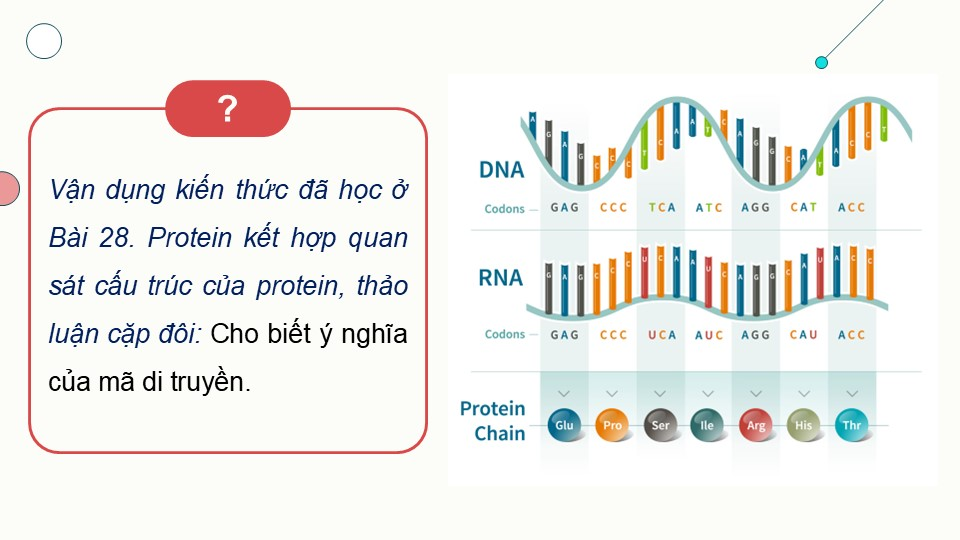 ?
Vận dụng kiến thức đã học ở
Bài 28. Protein kết hợp quan
sát cấu trúc của protein, thảo
luận cặp đôi: Cho biết ý nghĩa
của mã di truyền.
DNA
Codons
GAG CCC TCA ATC AGG CAT ACC
RNA
Codons
GAG CCC UCA AUC AGG CAU ACC
Protein
Chain
Glu Pro Ser Ile Arg His Thr